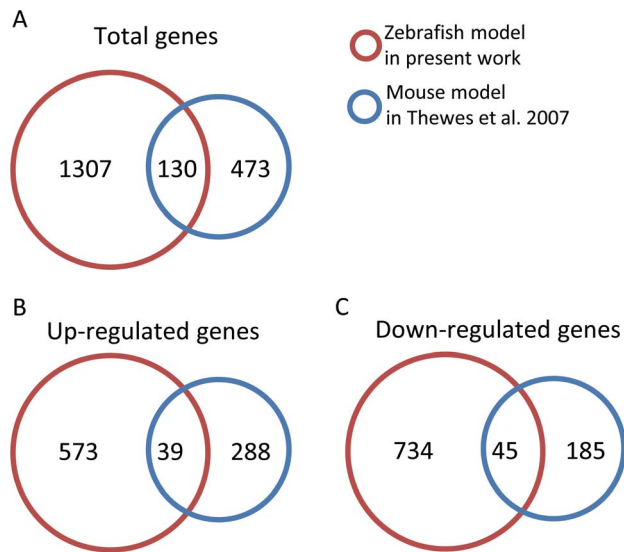 A
Total genes
Zebrafish model
in present work
Mouse model
in Thewes et al. 2007
1307 130 473
B
Up-regulated genes
573 39 288
C
Down-regulated genes
734 45 185